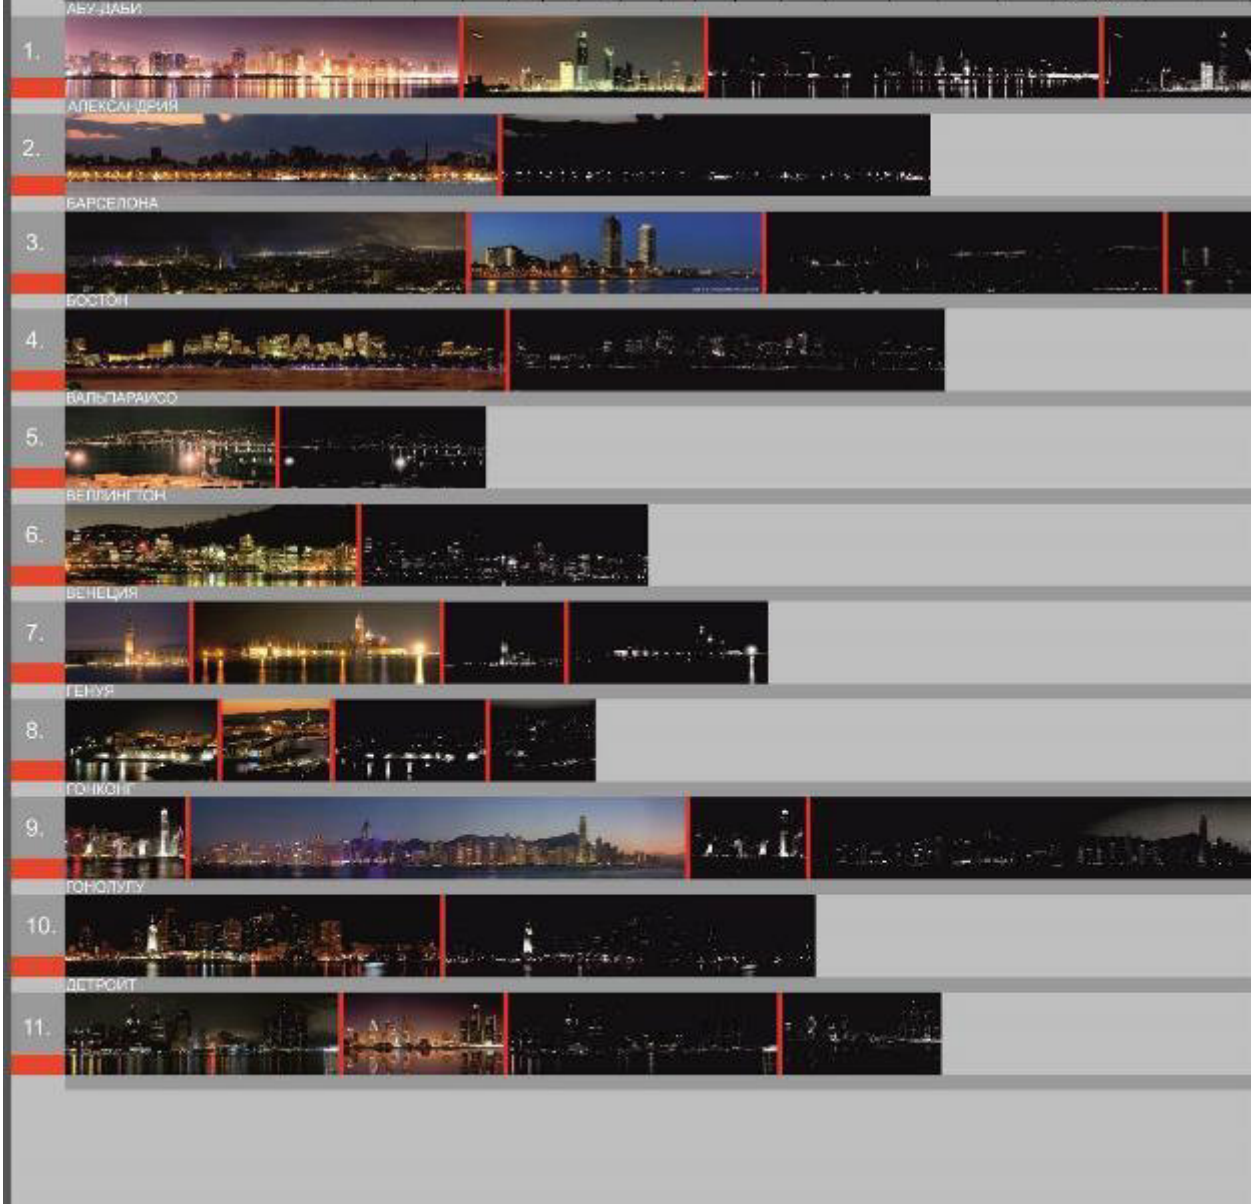 АБУ-ДАБИ
1.
АЛЕКСАНДРИЯ
2.
БАРСЕЛОНА
3.
БОСТОН
4.
ВАЛЬПАРАИСО
5.
ВЕЛЛИНГТОН
6.
ВЕНЕЦИЯ
7.
ГЕНУЯ
8.
ГОНКОНГ
9.
ГОНОЛУЛУ
10.
ДЕТРОИТ
11.